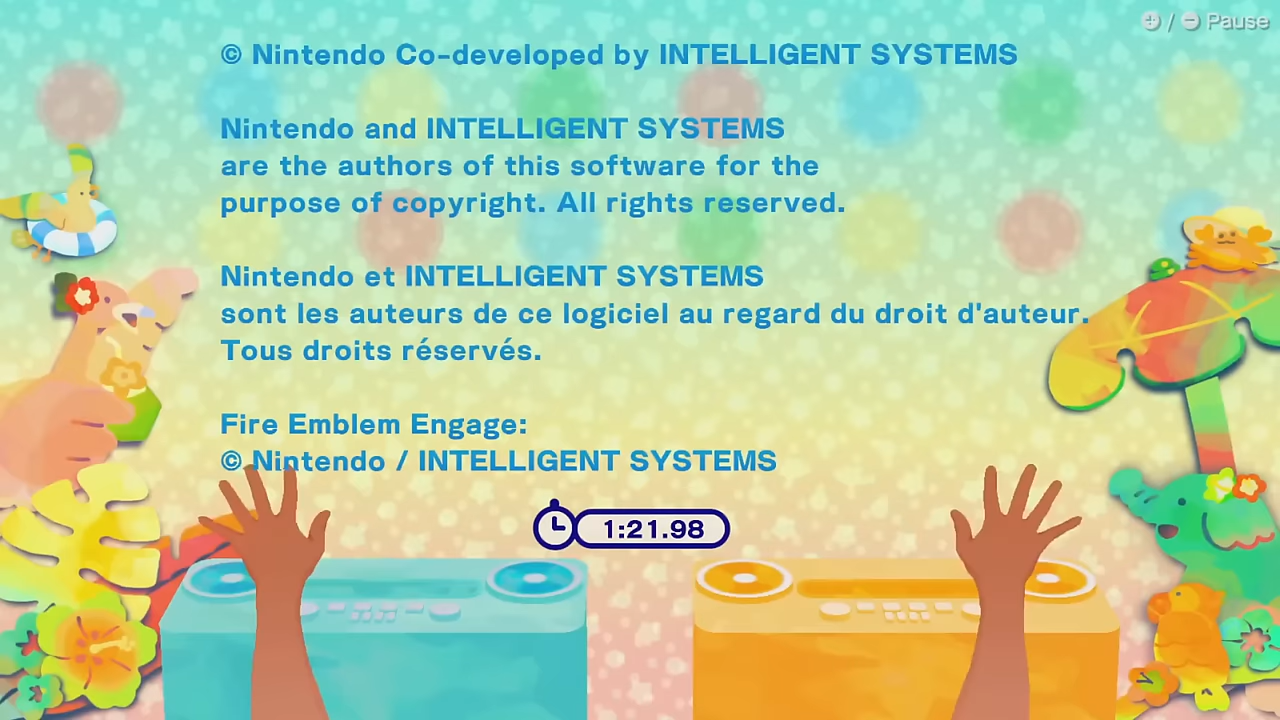 + / − Pause
© Nintendo Co-developed by INTELLIGENT SYSTEMS
Nintendo and INTELLIGENT SYSTEMS
are the authors of this software for the
purpose of copyright. All rights reserved.
Nintendo et INTELLIGENT SYSTEMS
sont les auteurs de ce logiciel au regard du droit d'auteur.
Tous droits réservés.
Fire Emblem Engage:
© Nintendo / INTELLIGENT SYSTEMS
1:21.98